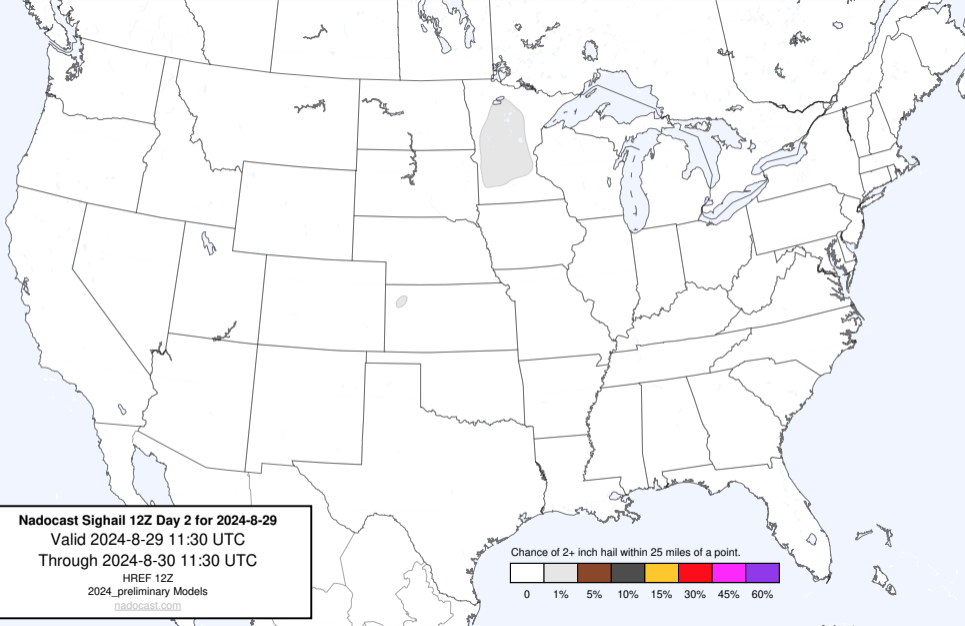 Nadocast Sighail 12Z Day 2 for 2024-8-29
Valid 2024-8-29 11:30 UTC
Through 2024-8-30 11:30 UTC
HREF 12Z
2024_preliminary Models
nadocast.com
Chance of 2+ inch hail within 25 miles of a point.
0 1% 5% 10% 15% 30% 45% 60%